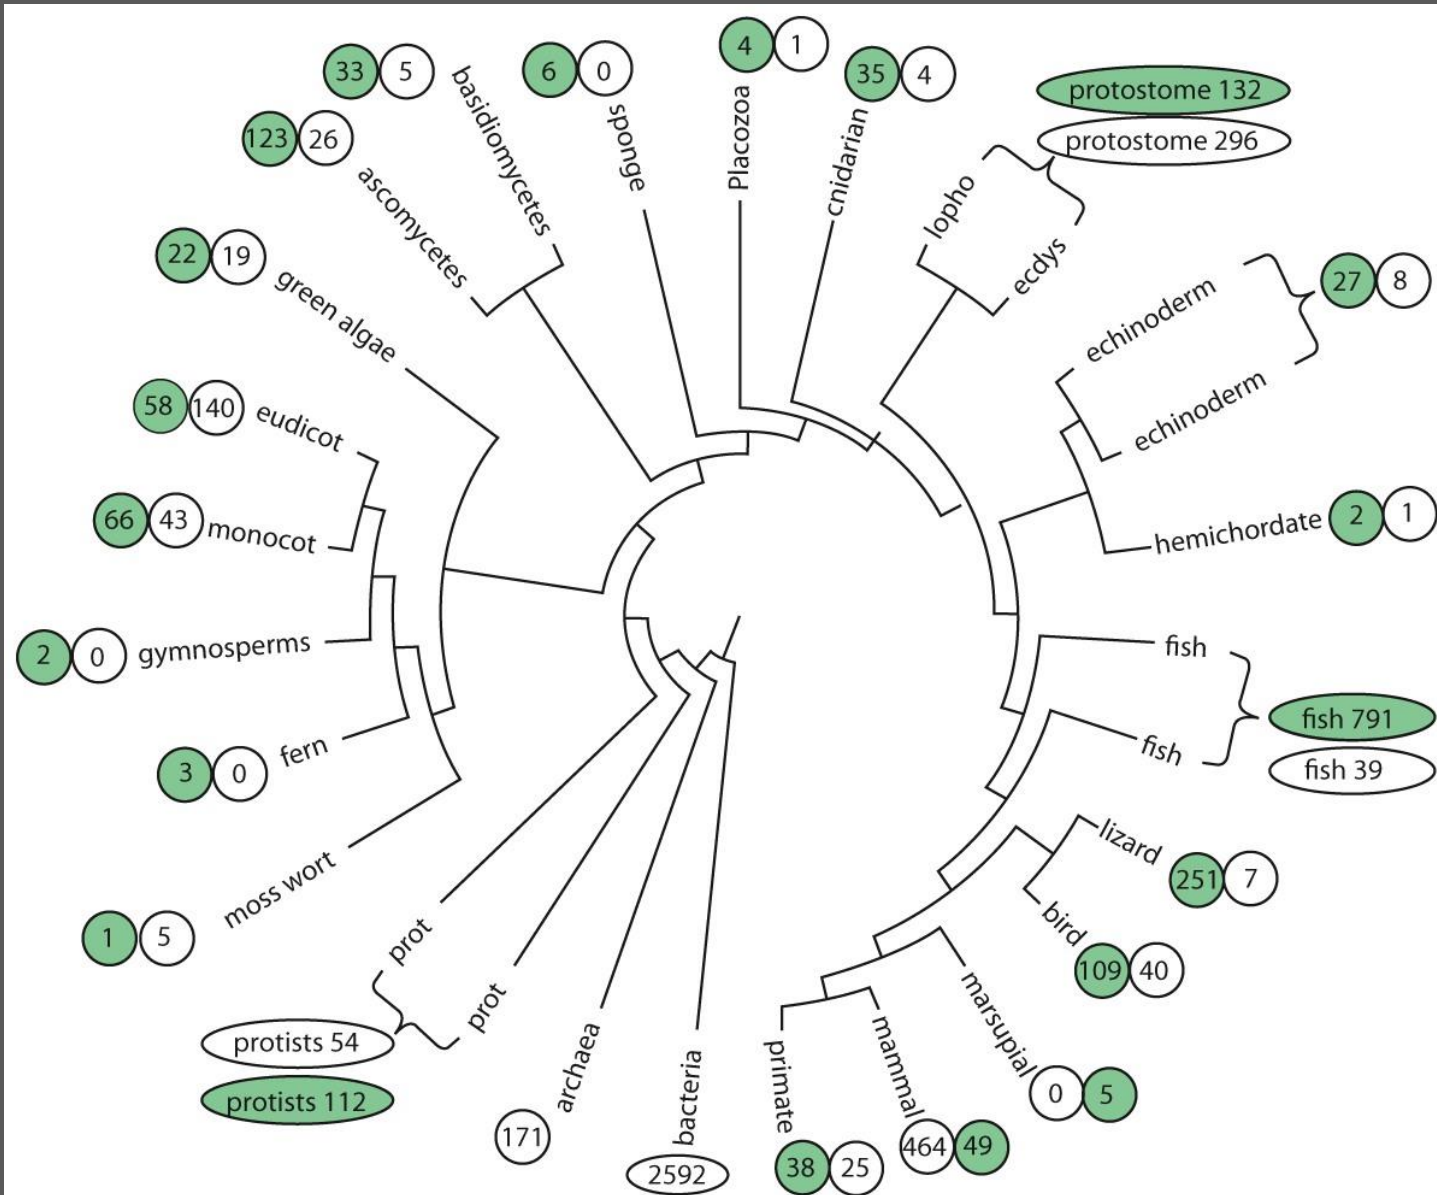 4 1
Placozoa
35 4
cnidarian
protostome 132
protostome 296
lopho
ecdys
27 8
echinoderm
echinoderm
2 1
hemichordate
fish
fish
fish 791
fish 39
lizard
251 7
bird
109 40
marsupial
0 5
mammal
464 49
primate
38 25
bacteria
2592
archaea
171
prot
prot
protists 54
protists 112
moss wort
1 5
fern
3 0
gymnosperms
2 0
monocot
66 43
eudicot
58 140
green algae
22 19
ascomycetes
123 26
basidiomycetes
33 5
sponge
6 0